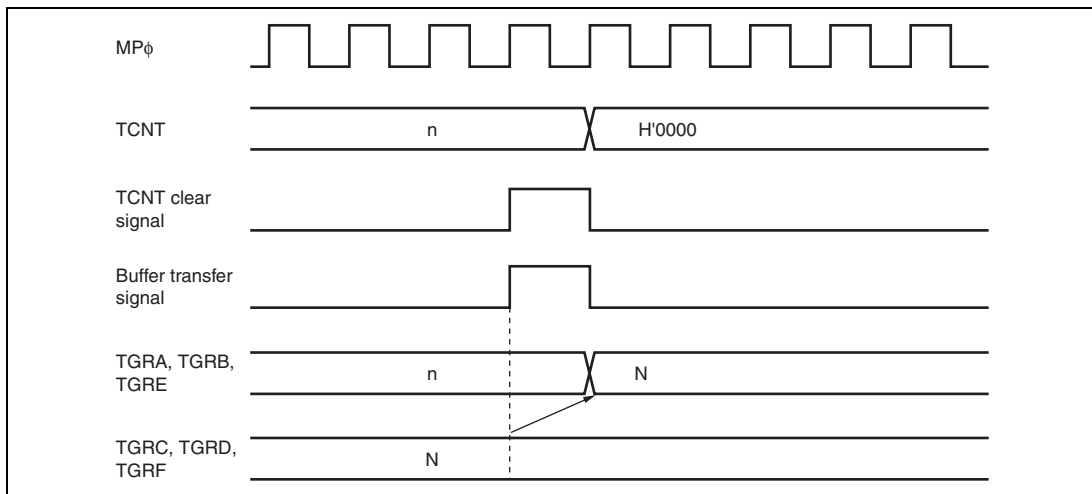 MPϕ
TCNT
n
H'0000
TCNT clear
signal
Buffer transfer
signal
TGRA, TGRB,
TGRE
n
N
TGRC, TGRD,
TGRF
N